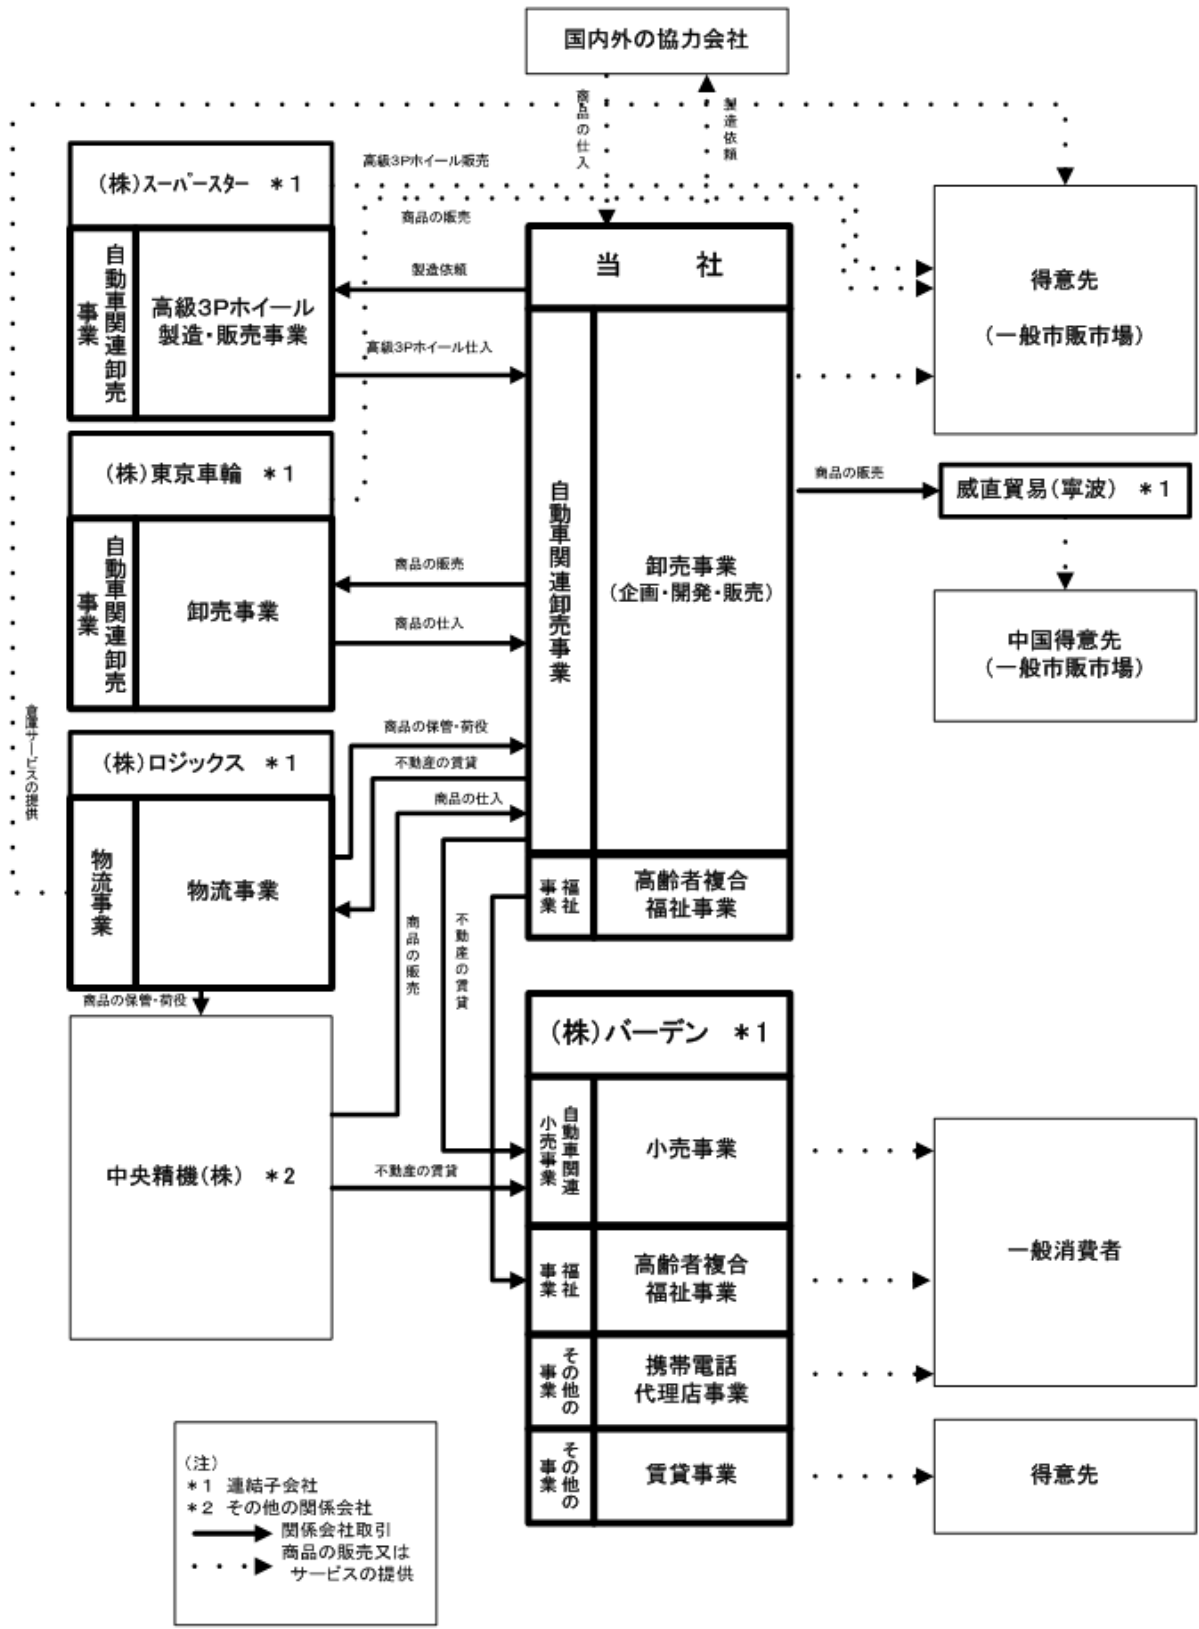 国内外の協力会社
商品の仕入
製造依頼
(株)スーパースター *1
自動車関連卸売
事業
高級3Pホイール
製造・販売事業
高級3Pホイール販売
商品の販売
製造依頼
高級3Pホイール仕入
当 社
自動車関連卸売事業
卸売事業
(企画・開発・販売)
福祉
事業
高齢者複合
福祉事業
得意先
(一般市販市場)
商品の販売
威直貿易(寧波) *1
中国得意先
(一般市販市場)
(株)東京車輪 *1
自動車関連卸売
事業
卸売事業
商品の販売
商品の仕入
倉庫サービスの提供
(株)ロジックス *1
物流事業
物流事業
商品の保管・荷役
不動産の賃貸
商品の仕入
商品の販売
不動産の賃貸
商品の保管・荷役
中央精機(株) *2
不動産の賃貸
(株)バーデン *1
自動車関連
小売事業
小売事業
福祉
事業
高齢者複合
福祉事業
その他の
事業
携帯電話
代理店事業
その他の
事業
賃貸事業
一般消費者
得意先
(注)
*1 連結子会社
*2 その他の関係会社
関係会社取引
商品の販売又は
サービスの提供